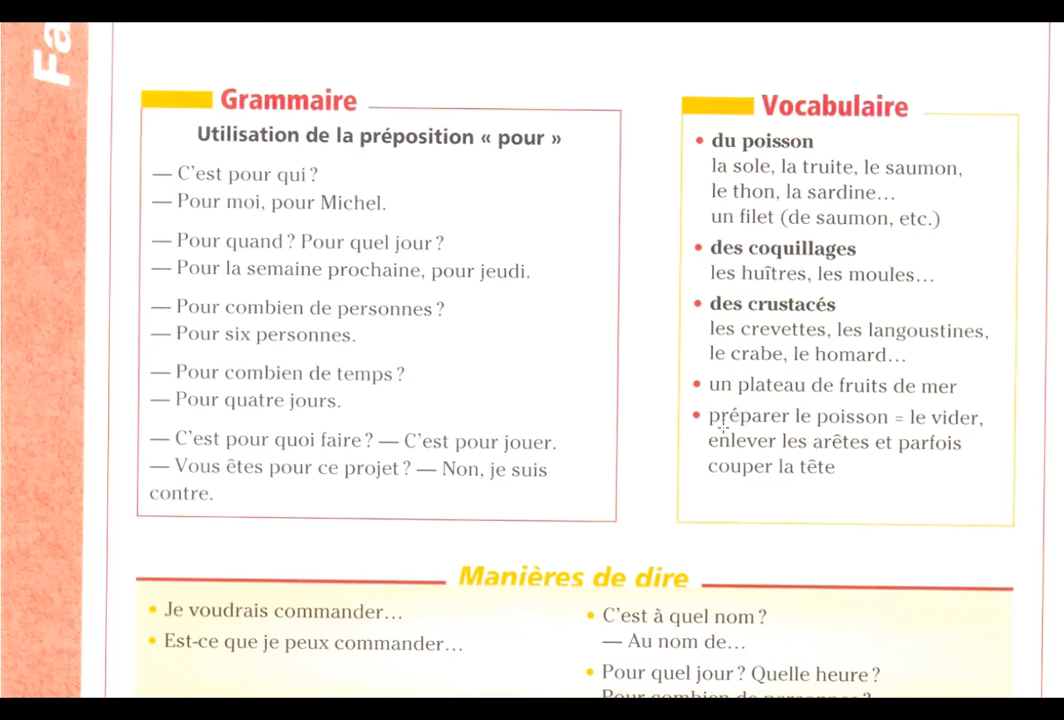 Fa
Grammaire
Utilisation de la préposition « pour »
— C'est pour qui ?
— Pour moi, pour Michel.
— Pour quand ? Pour quel jour ?
— Pour la semaine prochaine, pour jeudi.
— Pour combien de personnes ?
— Pour six personnes.
— Pour combien de temps ?
— Pour quatre jours.
— C'est pour quoi faire ? — C'est pour jouer.
— Vous êtes pour ce projet ? — Non, je suis
contre.
Vocabulaire
• du poisson
la sole, la truite, le saumon,
le thon, la sardine…
un filet (de saumon, etc.)
• des coquillages
les huîtres, les moules…
• des crustacés
les crevettes, les langoustines,
le crabe, le homard…
• un plateau de fruits de mer
• préparer le poisson = le vider,
enlever les arêtes et parfois
couper la tête
Manières de dire
• Je voudrais commander…
• Est-ce que je peux commander…
• C'est à quel nom ?
— Au nom de…
• Pour quel jour ? Quelle heure ?
Pour combien de personnes ?